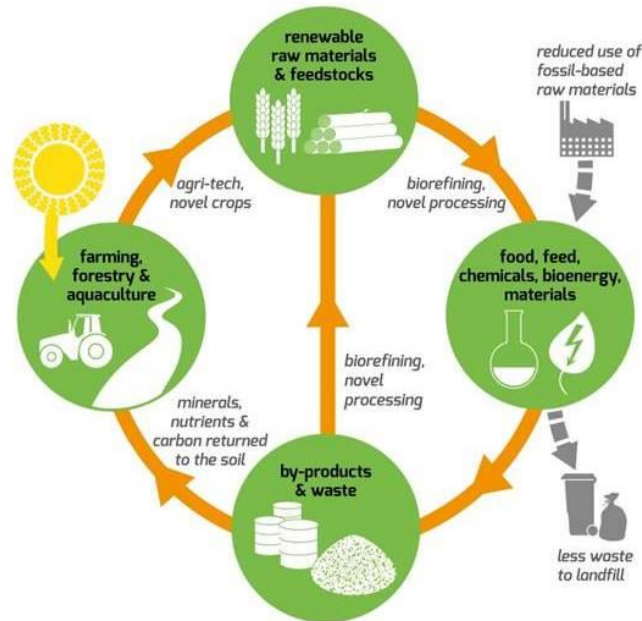 renewable
raw materials
& feedstocks
reduced use of
fossil-based
raw materials
agri-tech,
novel crops
biorefining,
novel processing
farming,
forestry &
aquaculture
food, feed,
chemicals, bioenergy,
materials
biorefining,
novel
processing
minerals,
nutrients &
carbon returned
to the soil
by-products
& waste
less waste
to landfill